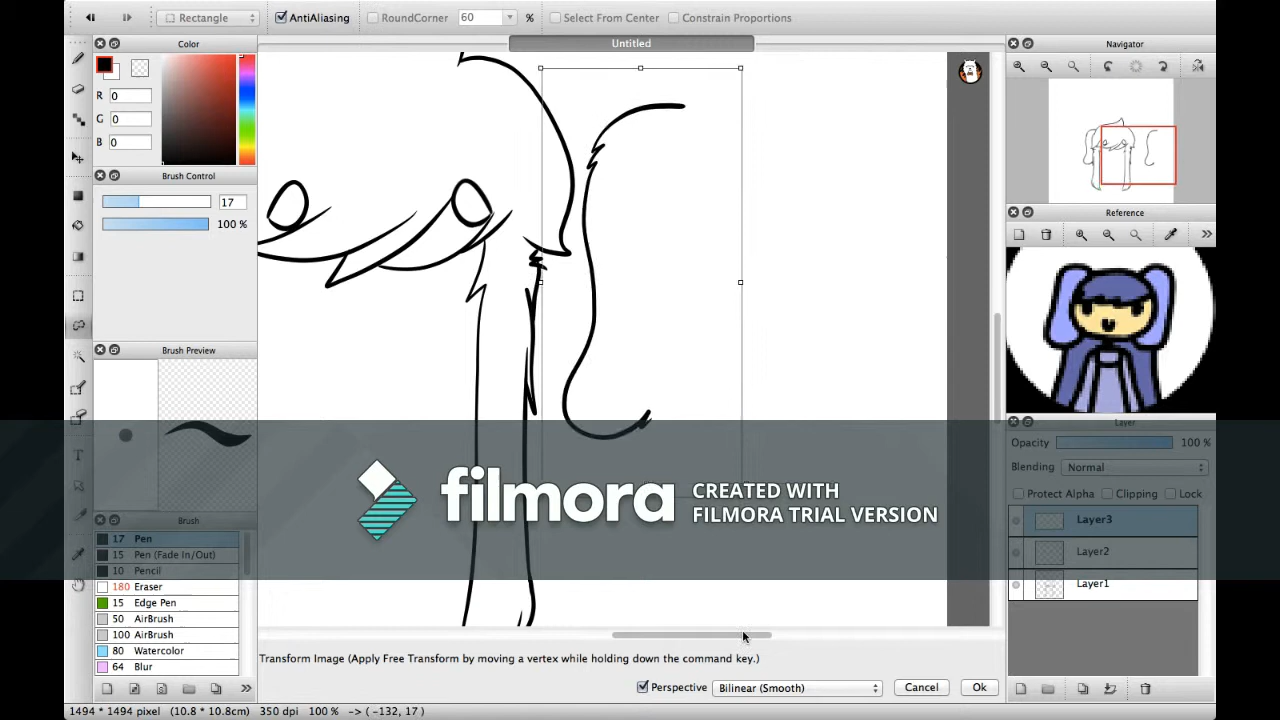 Rectangle
AntiAliasing
RoundCorner
60
%
Select From Center
Constrain Proportions
Untitled
Color
R 0
G 0
B 0
Brush Control
17
100 %
Brush Preview
Brush
17 Pen
15 Pen (Fade In/Out)
10 Pencil
180 Eraser
15 Edge Pen
50 AirBrush
100 AirBrush
80 Watercolor
64 Blur
Navigator
Reference
Layer
Opacity 100 %
Blending Normal
Protect Alpha Clipping Lock
Layer3
Layer2
Layer1
filmora
CREATED WITH
FILMORA TRIAL VERSION
Transform Image (Apply Free Transform by moving a vertex while holding down the command key.)
Perspective Bilinear (Smooth) Cancel Ok
1494 * 1494 pixel (10.8 * 10.8cm) 350 dpi 100 % -> ( -132, 17 )